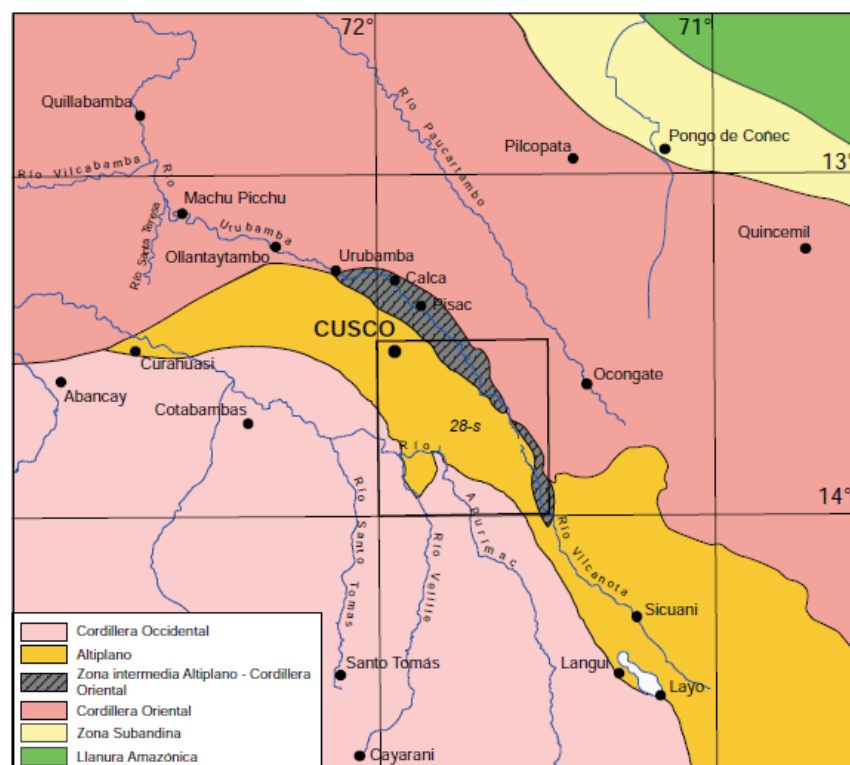 72°
71°
Quillabamba
Río Paucartambo
Pilcopata
Pongo de Coñec
13°
Río Vilcabamba
Río
Machu Picchu
Urubamba
Río Santa Teresa
Quincemil
Ollantaytambo
Urubamba
Calca
Pisac
CUSCO
Curahuasi
Ocongate
Abancay
Cotabambas
28-s
Río
Apurimac
14°
Río Santo Tomas
Río Velille
Río Vilcanota
Sicuani
Cordillera Occidental
Altiplano
Zona intermedia Altiplano - Cordillera
Oriental
Cordillera Oriental
Zona Subandina
Llanura Amazónica
Santo Tomás
Langui
Layo
Cayarani